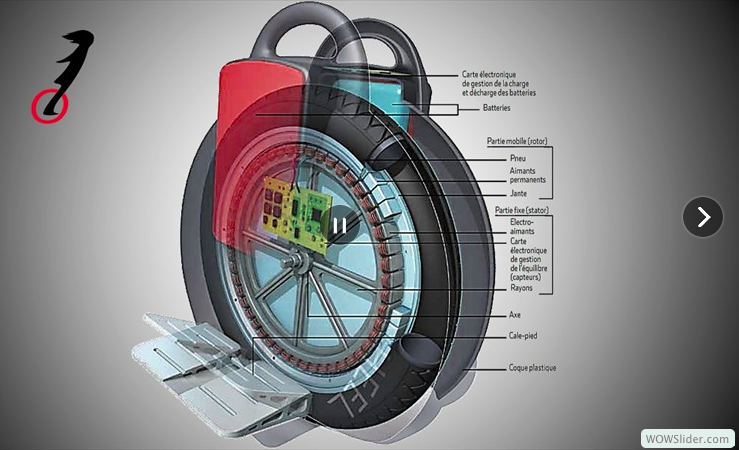 Carte électronique
de gestion de la charge
et décharge des batteries
Batteries
Partie mobile (rotor)
Pneu
Aimants
permanents
Jante
Partie fixe (stator)
Electro-
aimants
Carte
électronique
de gestion
de l'équilibre
(capteurs)
Rayons
Axe
Cale-pied
Coque plastique
WOWSlider.com